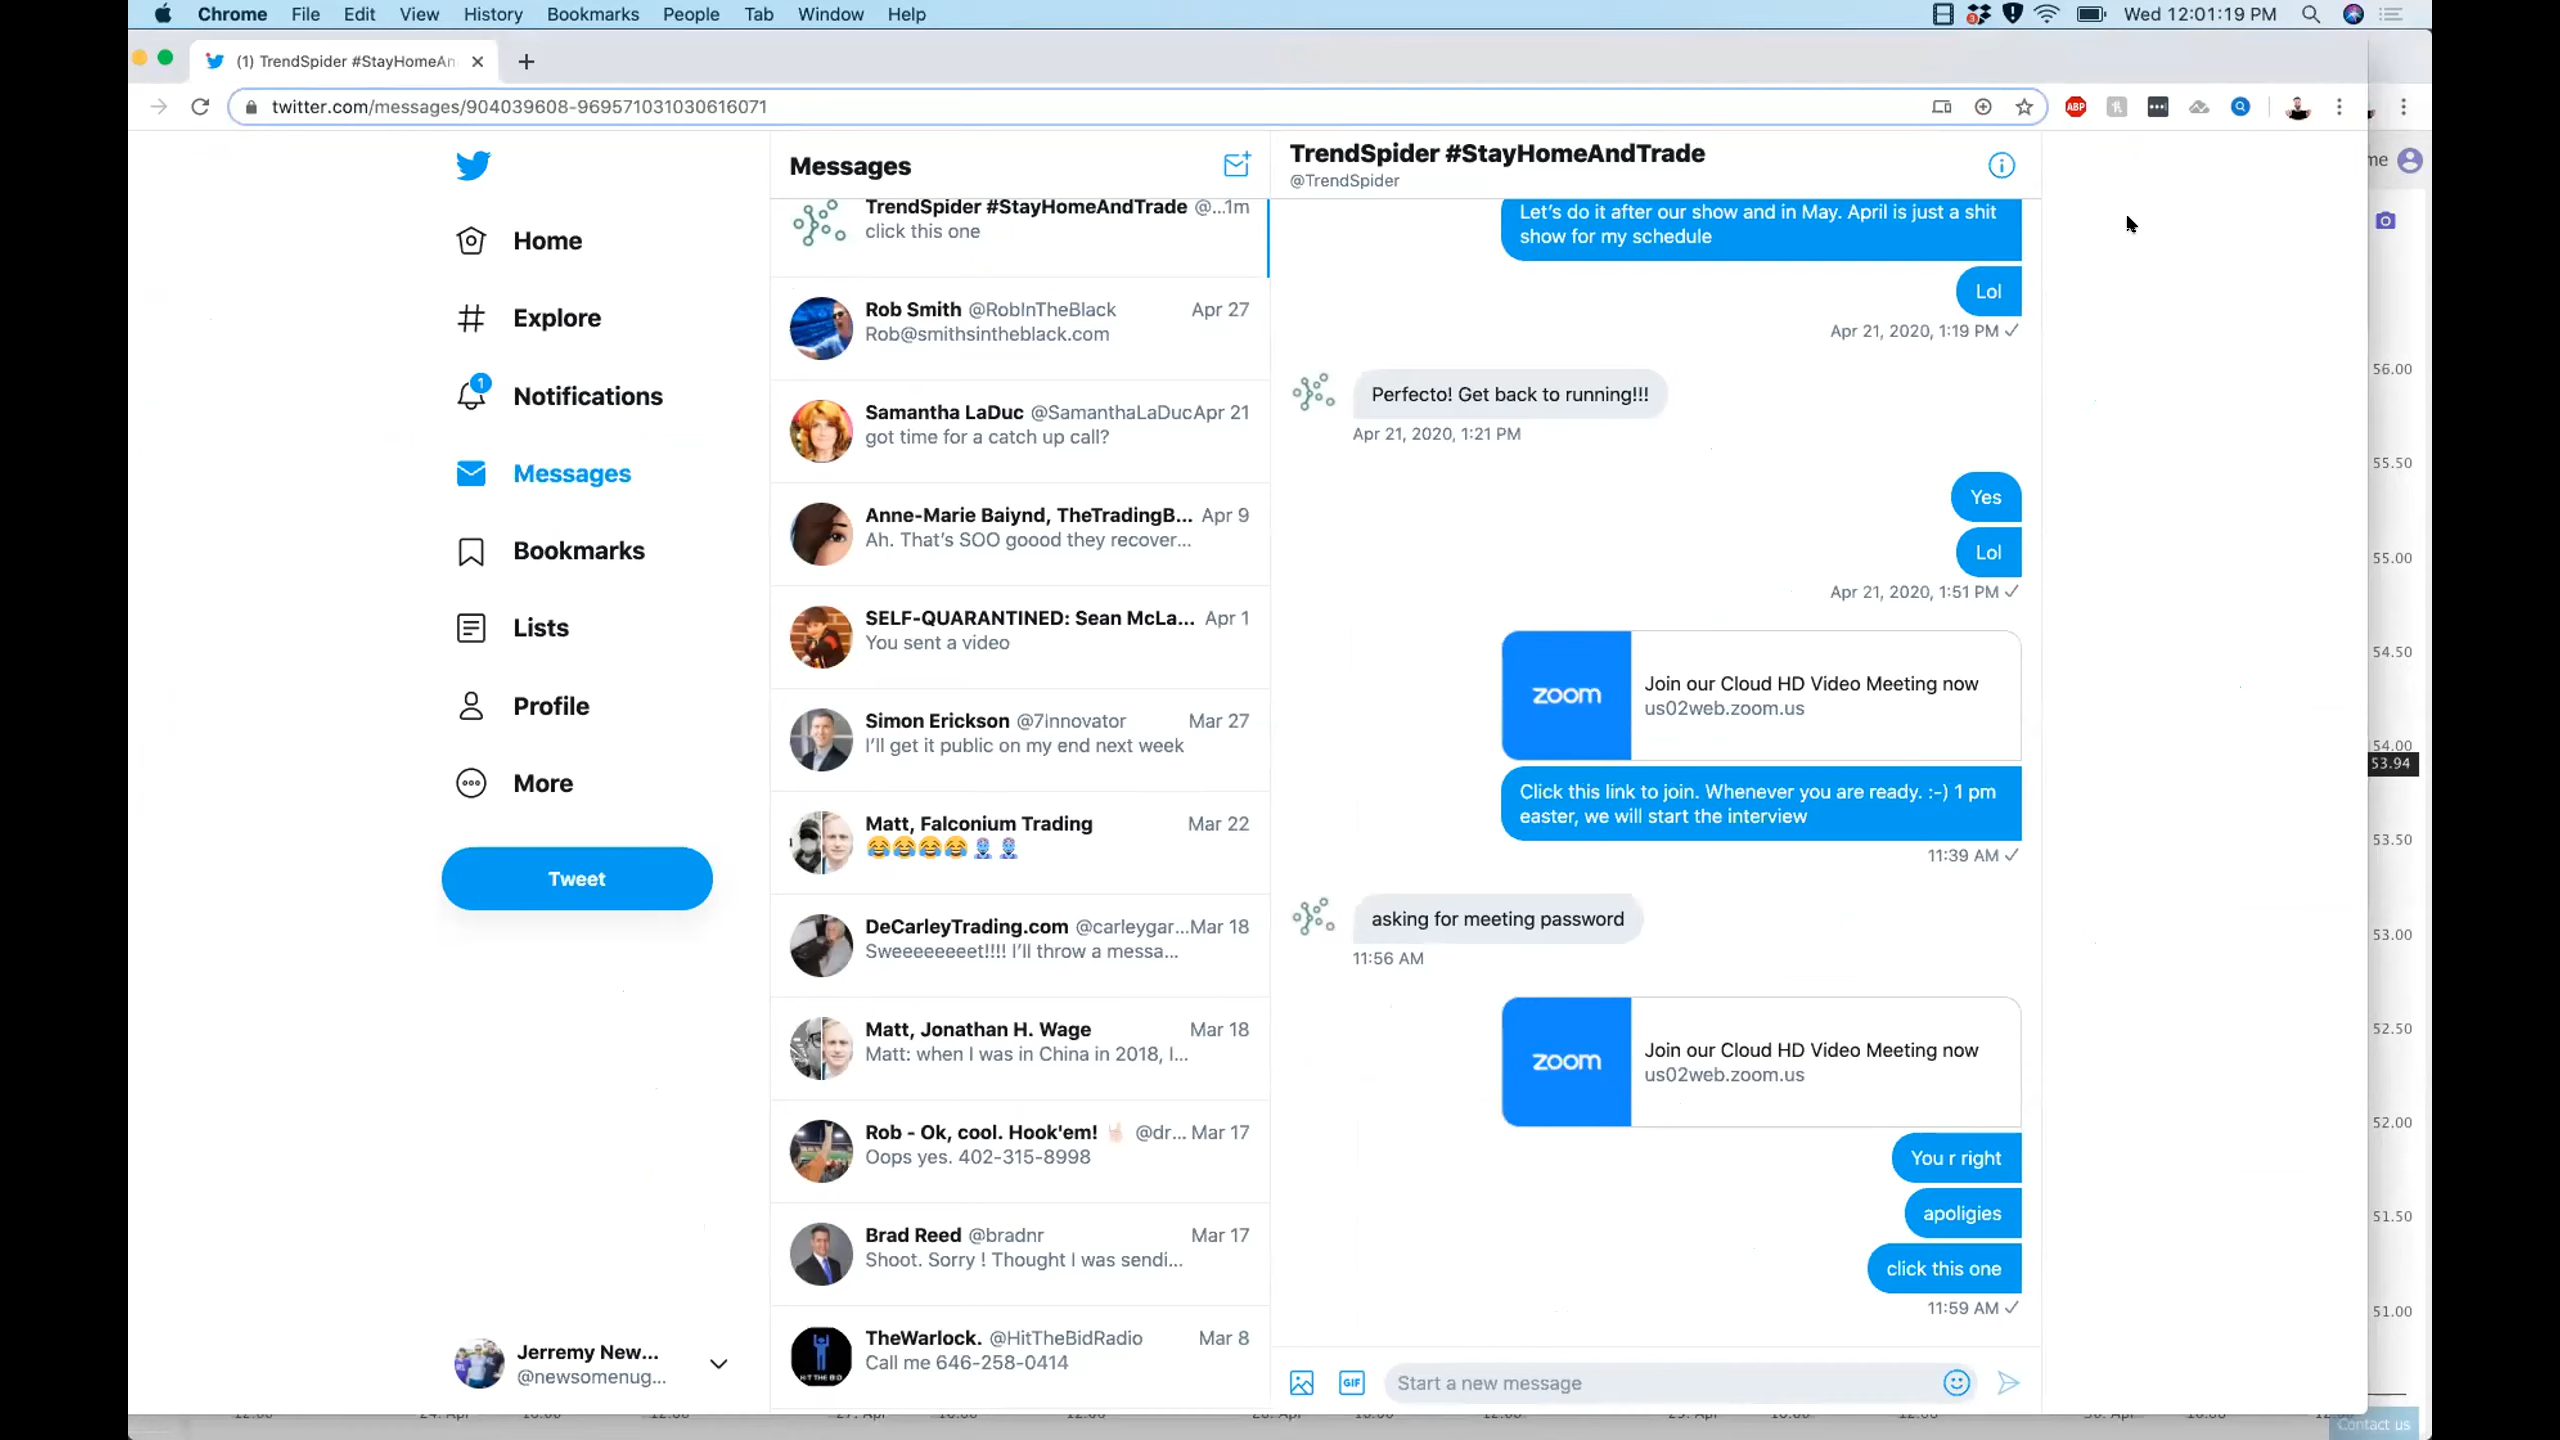 Chrome File Edit View History Bookmarks People Tab Window Help
3
Wed 12:01:19 PM
(1) TrendSpider #StayHomeAn
twitter.com/messages/904039608-969571031030616071
ABP
me
Home
Explore
1
Notifications
Messages
Bookmarks
Lists
Profile
More
Tweet
Jerremy New...
@newsomenug...
Messages
TrendSpider #StayHomeAndTrade @...1m
click this one
Rob Smith @RobInTheBlack Apr 27
Rob@smithsintheblack.com
Samantha LaDuc @SamanthaLaDucApr 21
got time for a catch up call?
Anne-Marie Baiynd, TheTradingB... Apr 9
Ah. That's SOO goood they recover...
SELF-QUARANTINED: Sean McLa... Apr 1
You sent a video
Simon Erickson @7innovator Mar 27
I'll get it public on my end next week
Matt, Falconium Trading Mar 22
😂😂😂😂
DeCarleyTrading.com @carleygar...Mar 18
Sweeeeeeet!!!! I'll throw a messa...
Matt, Jonathan H. Wage Mar 18
Matt: when I was in China in 2018, I...
Rob - Ok, cool. Hook'em! @dr... Mar 17
Oops yes. 402-315-8998
Brad Reed @bradnr Mar 17
Shoot. Sorry ! Thought I was sendi...
TheWarlock. @HitTheBidRadio Mar 8
Call me 646-258-0414
HIT THE BID
TrendSpider #StayHomeAndTrade
@TrendSpider
Let's do it after our show and in May. April is just a shit
show for my schedule
Lol
Apr 21, 2020, 1:19 PM ✓
Perfecto! Get back to running!!!
Apr 21, 2020, 1:21 PM
Yes
Lol
Apr 21, 2020, 1:51 PM ✓
zoom
Join our Cloud HD Video Meeting now
us02web.zoom.us
Click this link to join. Whenever you are ready. :-) 1 pm
easter, we will start the interview
11:39 AM ✓
asking for meeting password
11:56 AM
zoom
Join our Cloud HD Video Meeting now
us02web.zoom.us
You r right
apoligies
click this one
11:59 AM ✓
GIF
Start a new message
56.00
55.50
55.00
54.50
54.00
53.94
53.50
53.00
52.50
52.00
51.50
51.00
Contact us